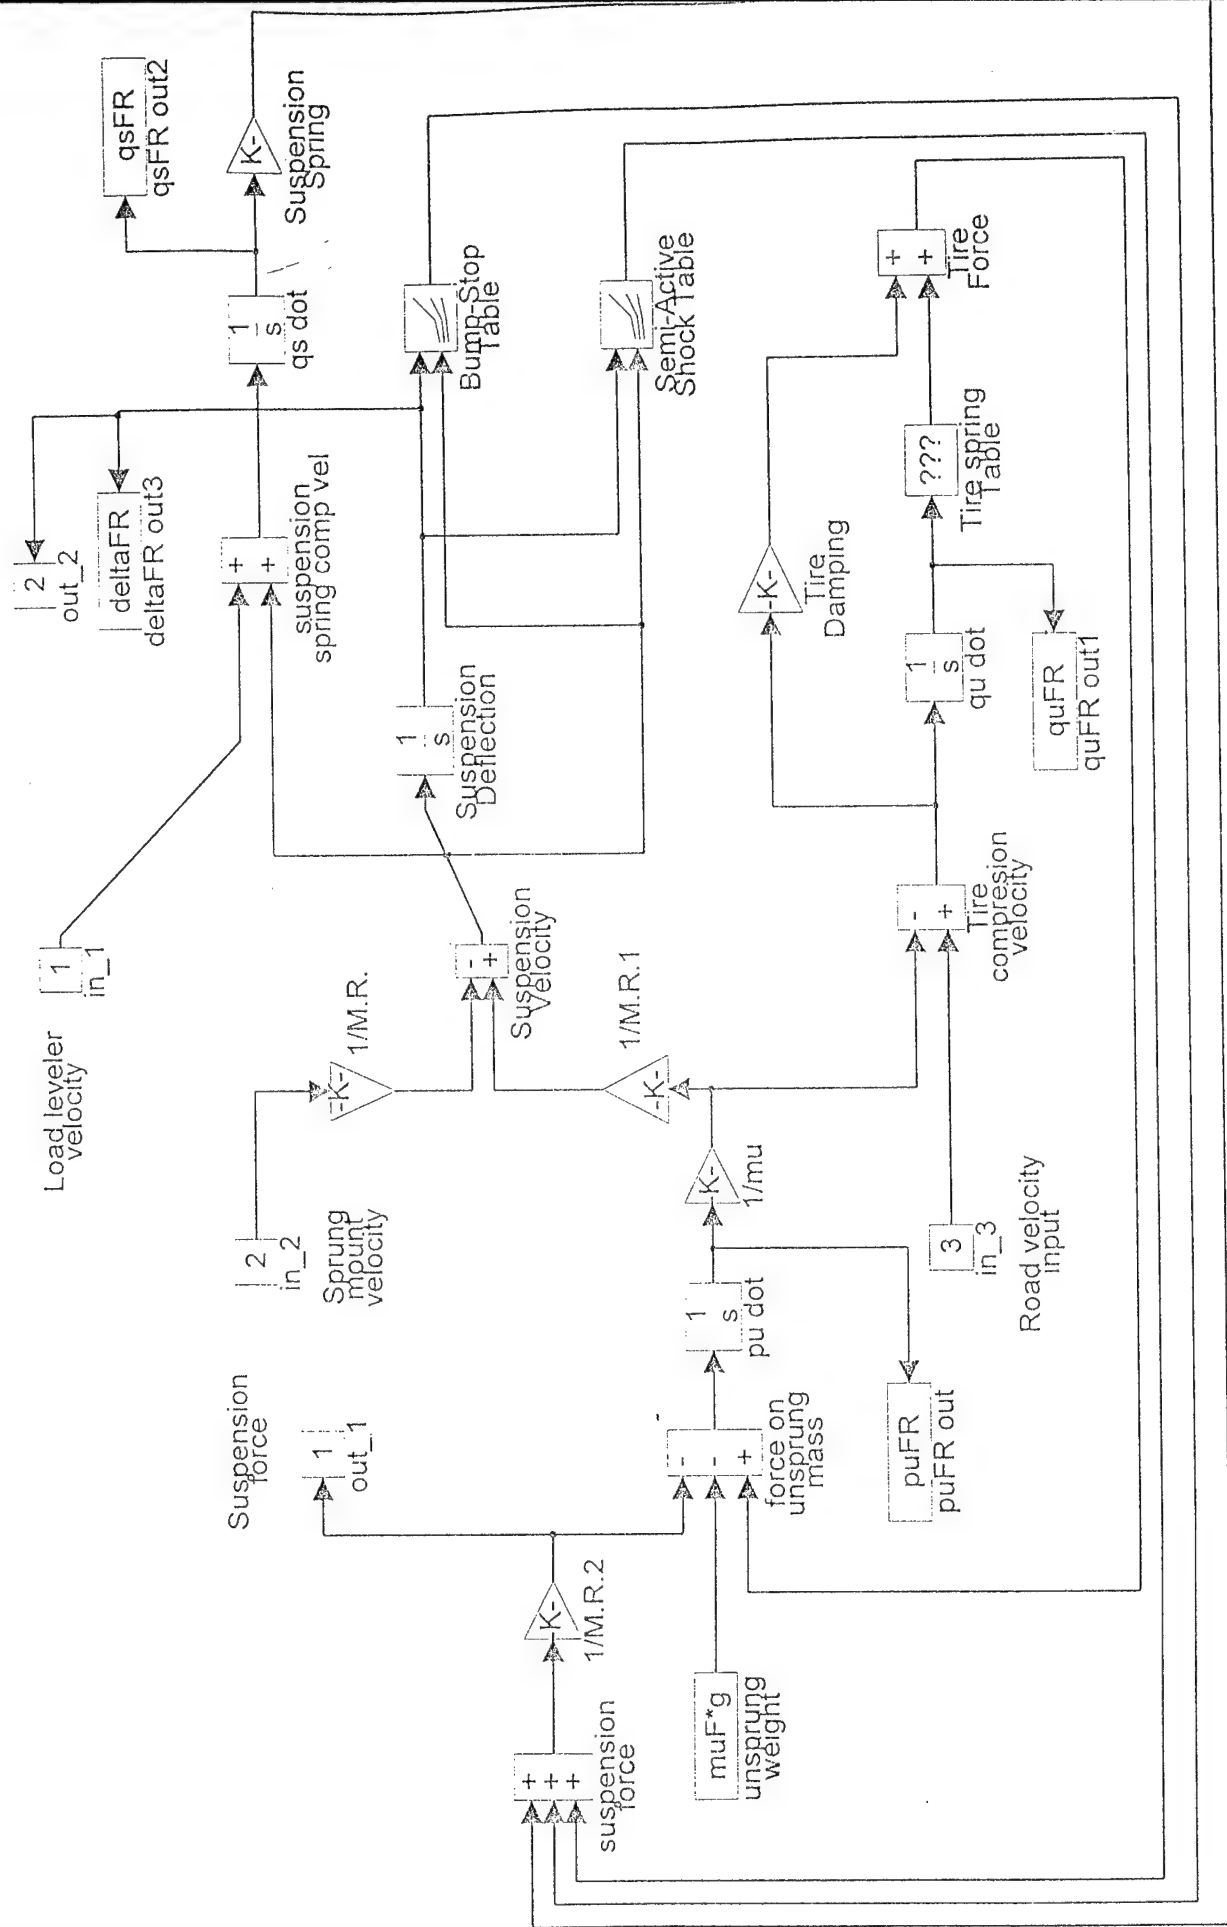 2
out_2
Load leveler
velocity
1
in_1
deltaFR
deltaFR out3
qsFR
qsFR out2
Suspension
force
1
out_1
2
in_2
Sprung
mpunt
velocity
-K-
1/M.R.
+
+
suspension
spring comp vel
1
s
qs dot
K-
Suspension
Spring
-
+
Suspension
Velocity
1
s
Suspension
Deflection
Bump-Stop
Table
+
+
+
suspension
force
K-
1/M.R.2
-K-
1/M.R.1
Semi-Active
Shock Table
muF*g
unsprung
weight
-
-
+
force on
unsprung
mass
1
s
pu dot
K-
1/mu
-K-
Tire
Damping
puFR
puFR out
3
in_3
Road velocity
input
-
+
Tire
compresion
velocity
1
s
qu dot
???
Tire spring
Table
+
+
Tire
Force
quFR
quFR out1